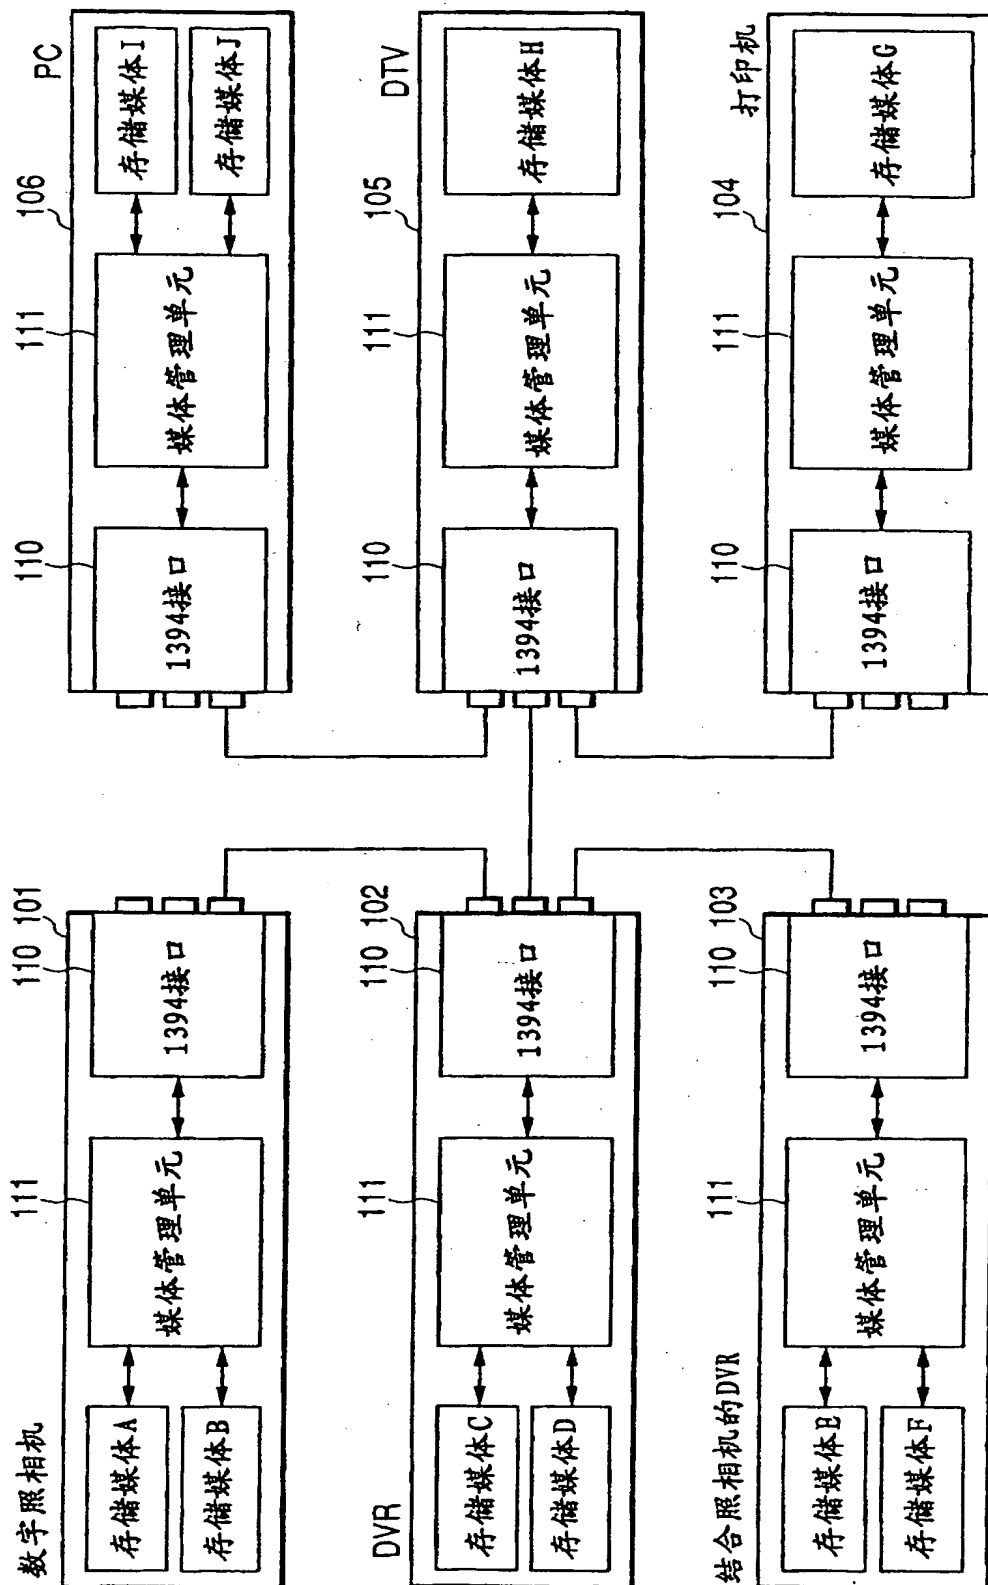 数字照相机
101
110
111
1394接口
媒体管理单元
存储媒体A
存储媒体B
DVR
102
110
111
1394接口
媒体管理单元
存储媒体C
存储媒体D
结合照相机的DVR
103
110
111
1394接口
媒体管理单元
存储媒体E
存储媒体F
PC
106
111
110
存储媒体I
存储媒体J
媒体管理单元
1394接口
DTV
105
111
110
存储媒体H
媒体管理单元
1394接口
打印机
104
111
110
存储媒体G
媒体管理单元
1394接口